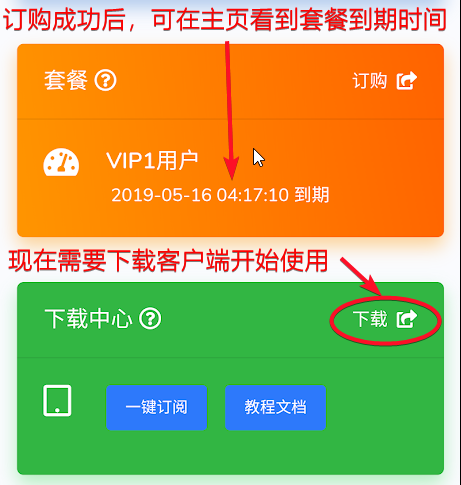 订购成功后，可在主页看到套餐到期时间
套餐 订购
VIP1用户
2019-05-16 04:17:10 到期
现在需要下载客户端开始使用
下载中心 下载
一键订阅 教程文档